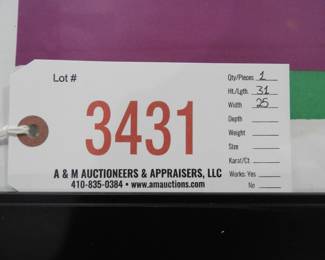 Lot #
3431
A & M AUCTIONEERS & APPRAISERS, LLC
410-835-0384 • www.amauctions.com
Qty/Pieces 1
Ht./Lgth 31
Width 25
Depth
Weight
Size
Karat/Ct
Works: Yes
No